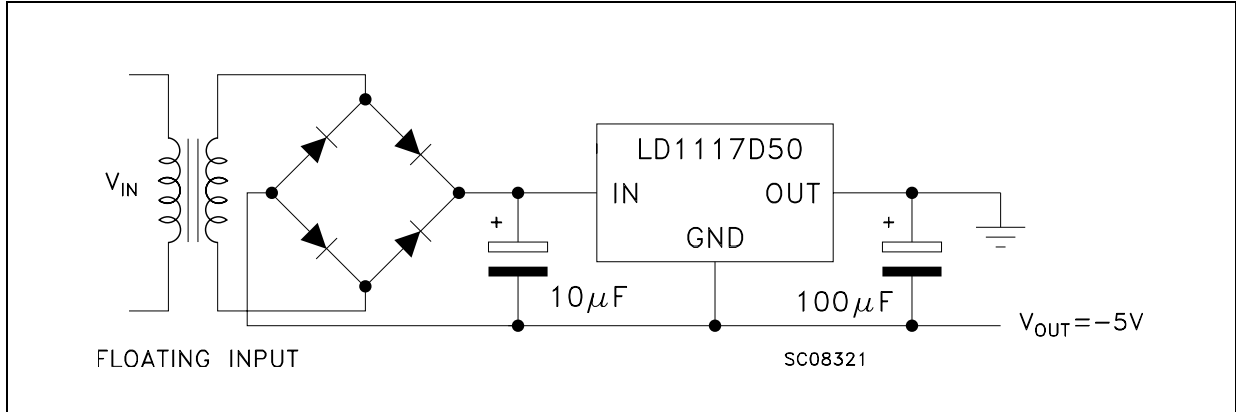 LD1117D50
V_IN
IN
OUT
+
+
GND
10μF
100μF
V_OUT=-5V
FLOATING INPUT
SC08321